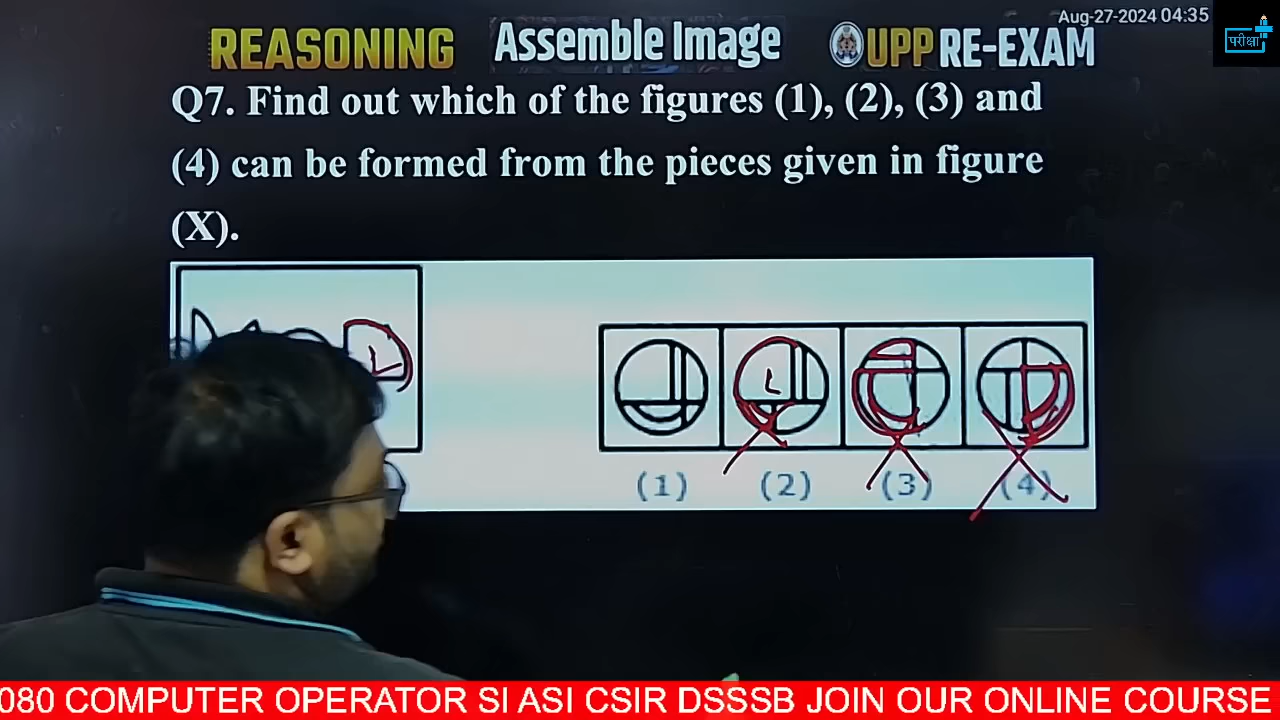 Aug-27-2024 04:35
परीक्षा
REASONING Assemble Image UPP RE-EXAM
Q7. Find out which of the figures (1), (2), (3) and
(4) can be formed from the pieces given in figure
(X).
L
L
(1) (2) (3) (4)
080 COMPUTER OPERATOR SI ASI CSIR DSSSB JOIN OUR ONLINE COURSE